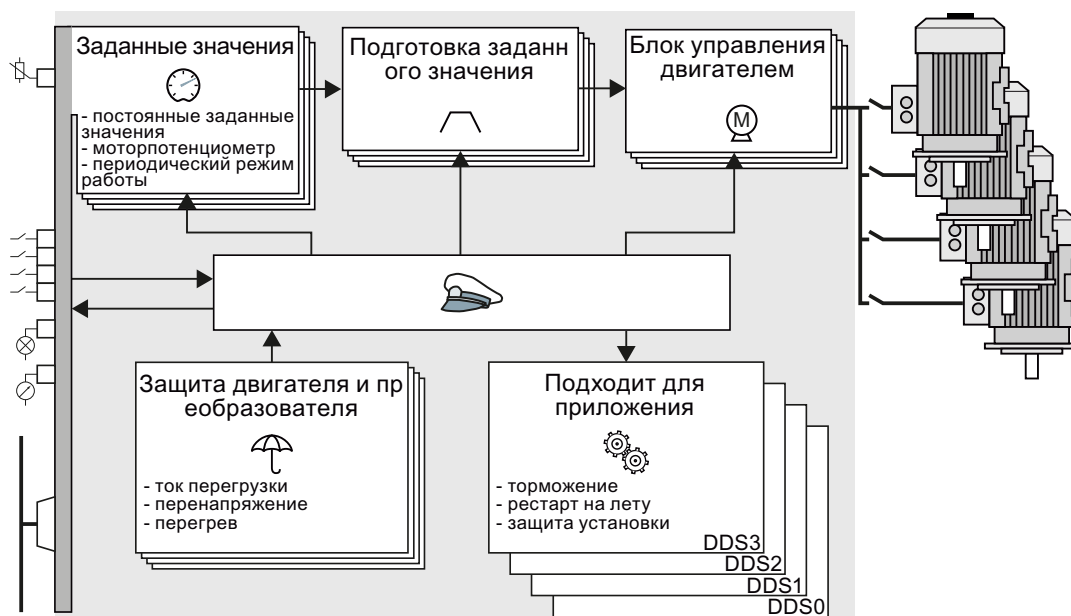 Заданные значения
- постоянные заданные
значения
- моторпотенциометр
- периодический режим
работы
Подготовка заданн
ого значения
Блок управления
двигателем
M
Защита двигателя и пр
еобразователя
- ток перегрузки
- перенапряжение
- перегрев
Подходит для
приложения
- торможение
- рестарт на лету
- защита установки
DDS3
DDS2
DDS1
DDS0